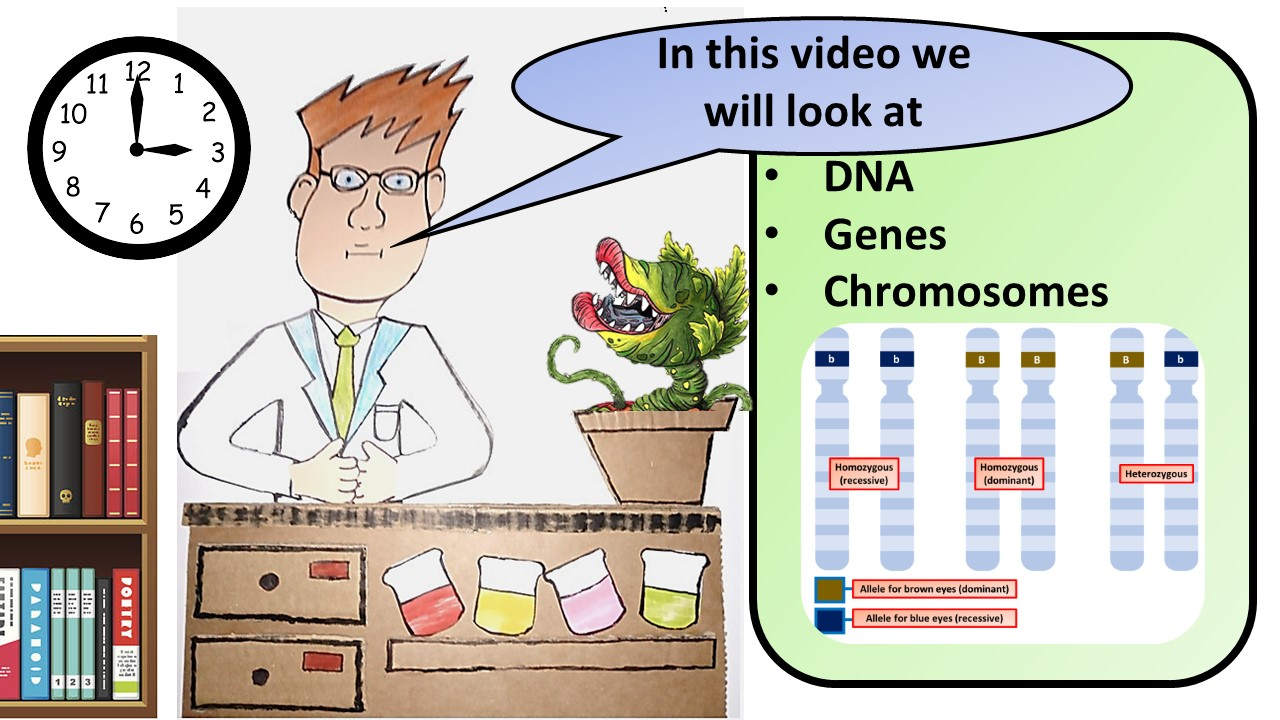 In this video we
will look at
• DNA
• Genes
• Chromosomes
12
11
1
10
2
9
3
8
4
7
5
6
b
b
B
B
B
b
Homozygous
(recessive)
Homozygous
(dominant)
Heterozygous
Allele for brown eyes (dominant)
Allele for blue eyes (recessive)
PARANOID
1
2
3
POETRY